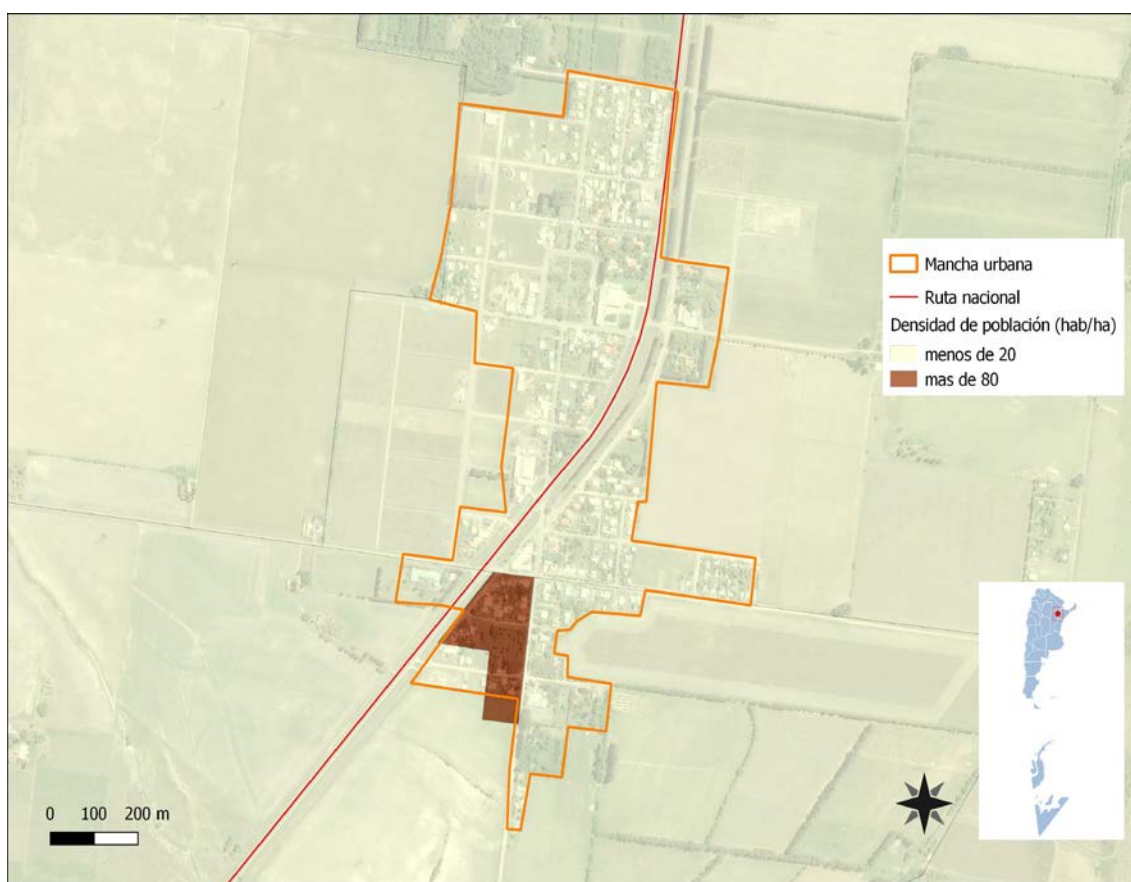 Mancha urbana
Ruta nacional
Densidad de población (hab/ha)
menos de 20
mas de 80
0 100 200 m